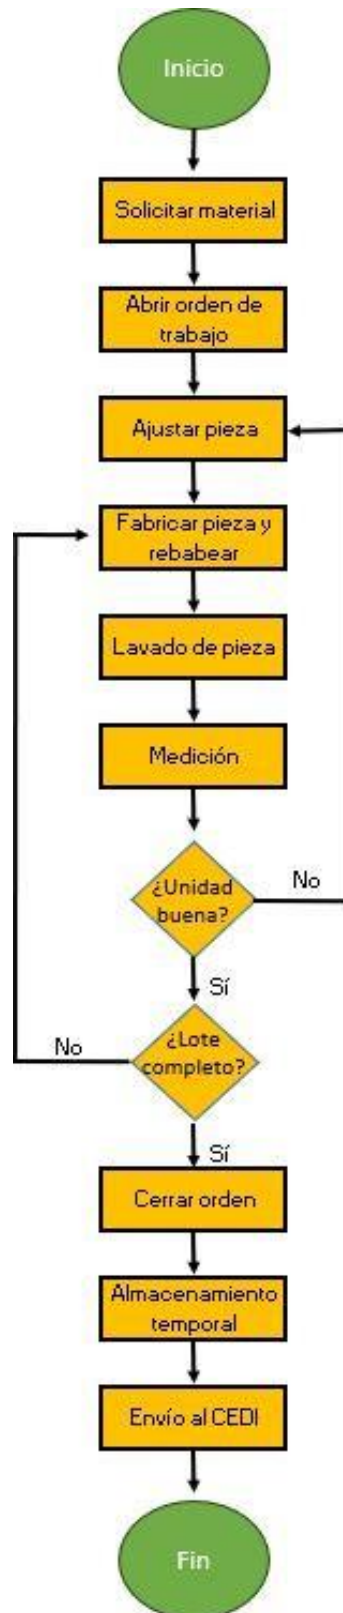 Inicio
Solicitar material
Abrir orden de
trabajo
Ajustar pieza
Fabricar pieza y
rebabear
Lavado de pieza
Medición
¿Unidad
buena?
No
Sí
¿Lote
completo?
No
Sí
Cerrar orden
Almacenamiento
temporal
Envío al CEDI
Fin